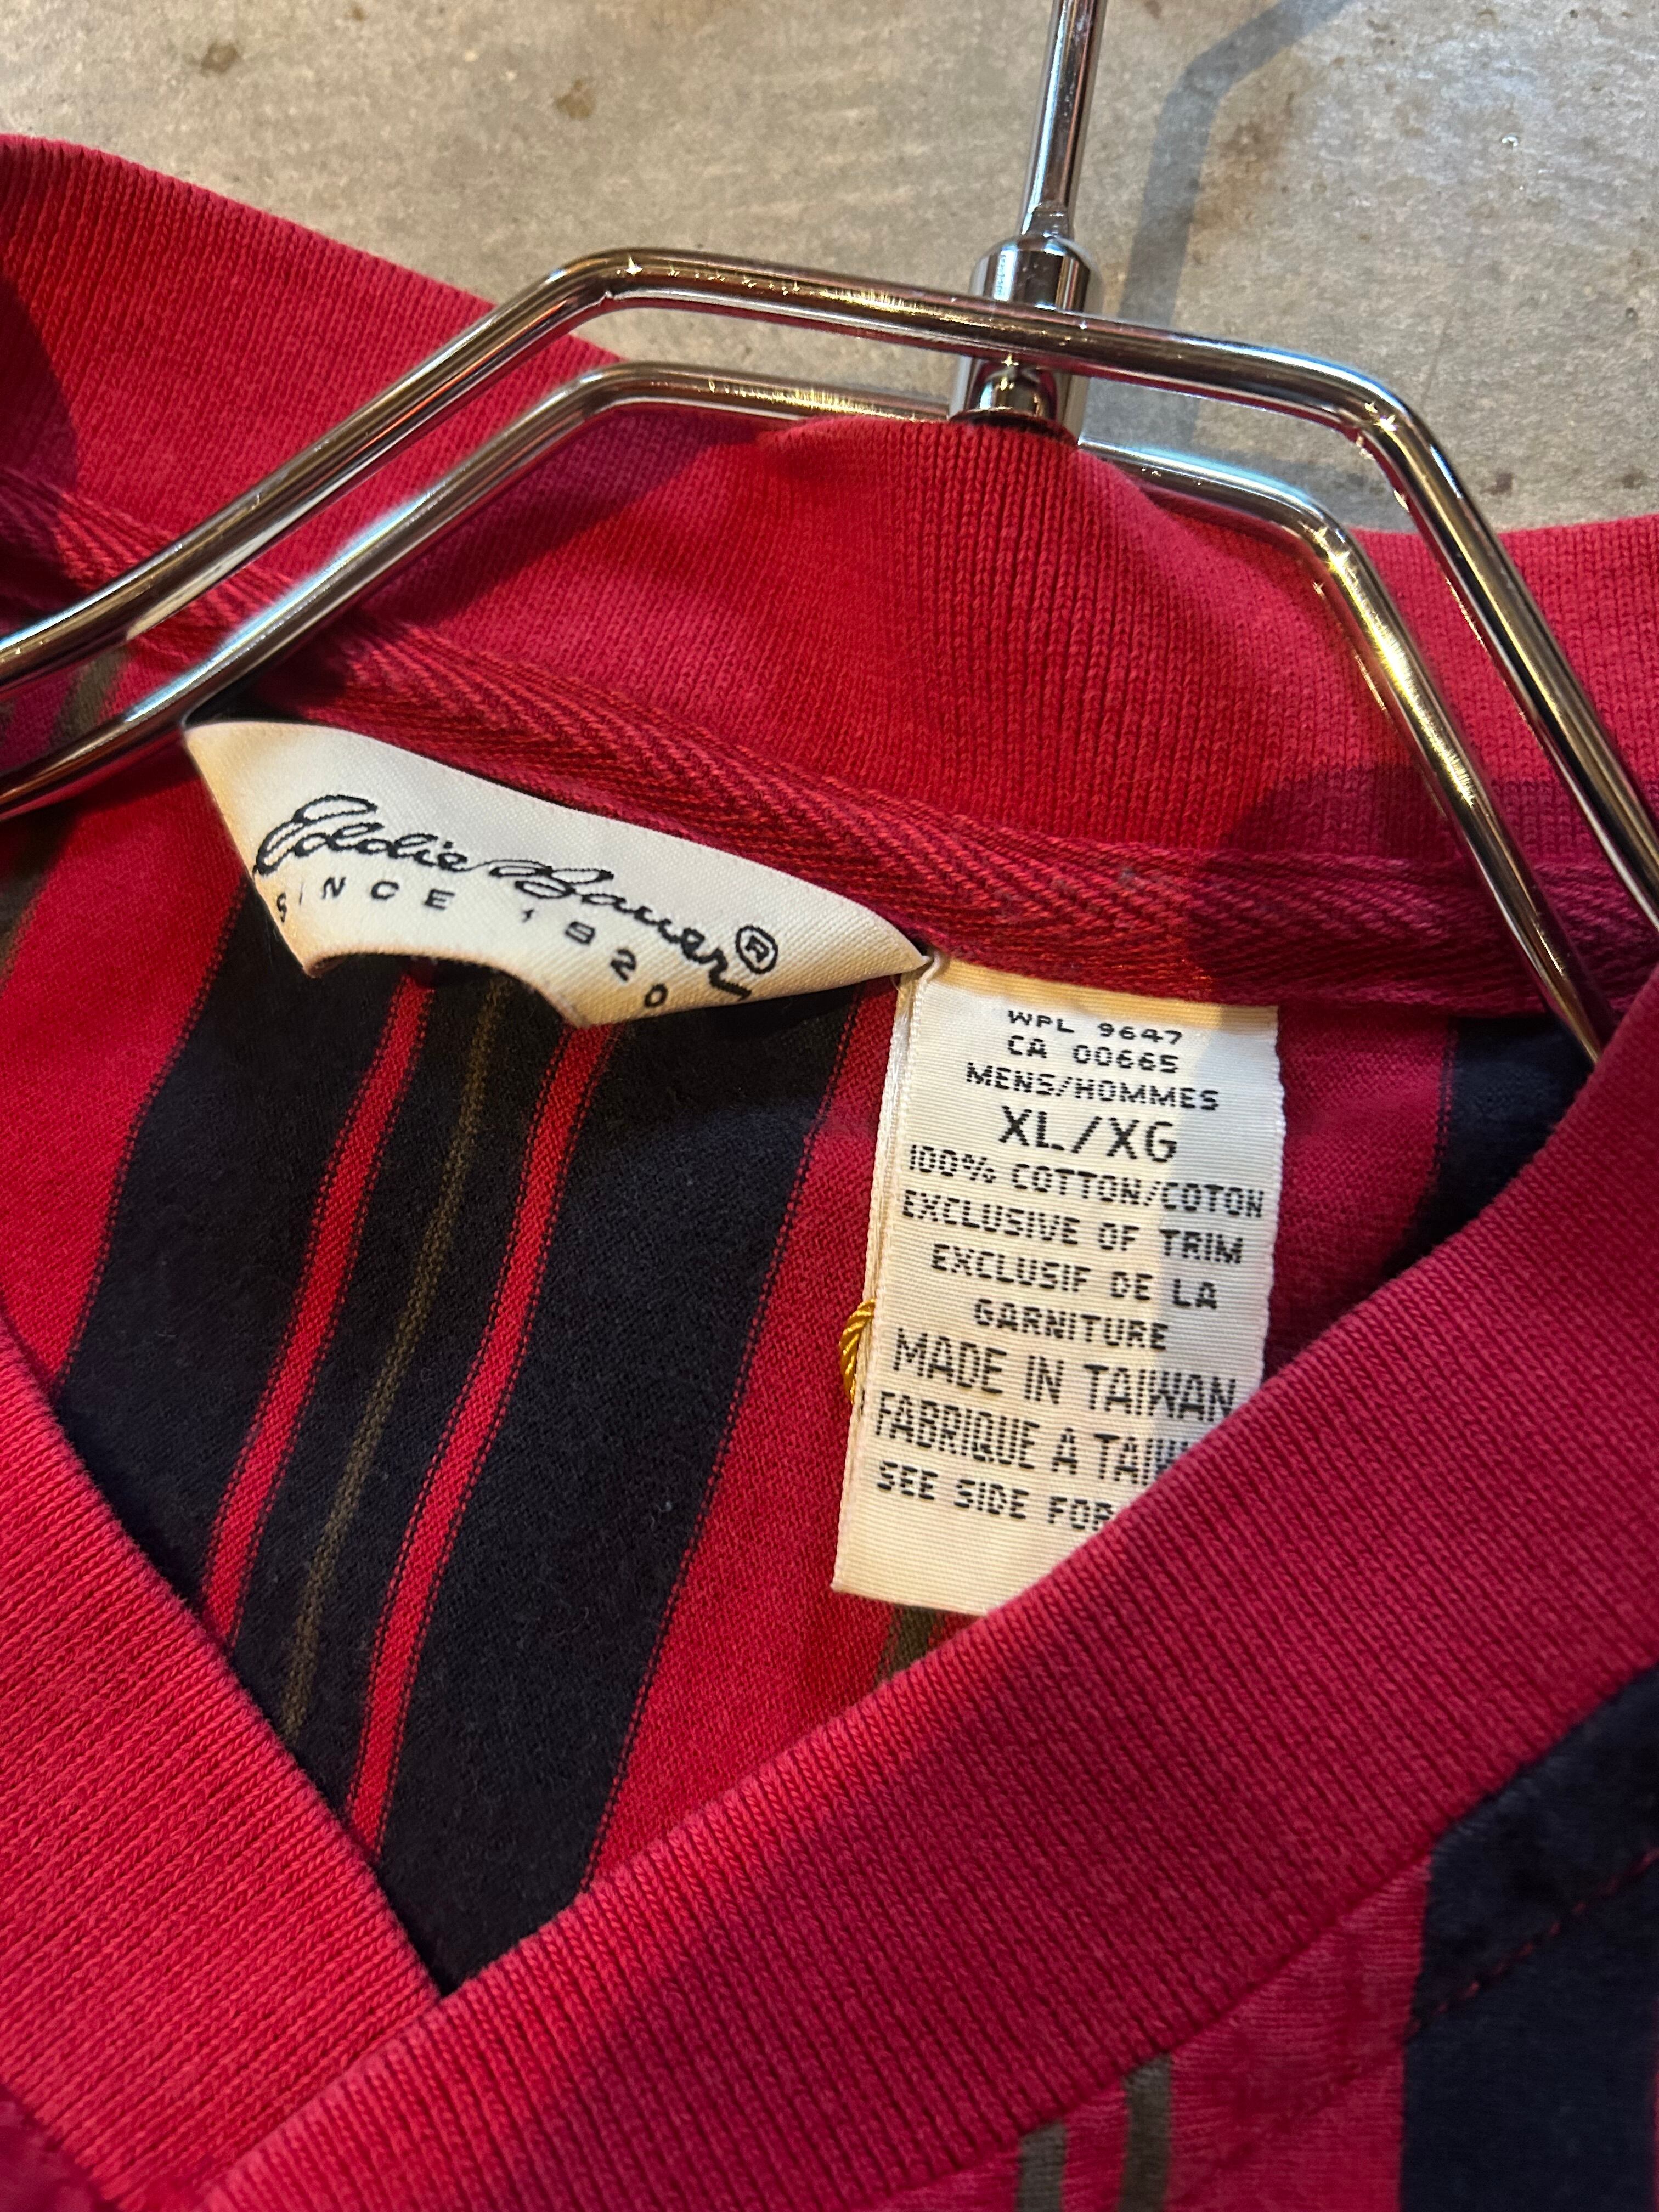 Eddie Bauer®
SINCE 1920
WPL 9647
CA 00665
MENS/HOMMES
XL/XG
100% COTTON/COTON
EXCLUSIVE OF TRIM
EXCLUSIF DE LA
GARNITURE
MADE IN TAIWAN
FABRIQUE A
SEE SIDE FOR